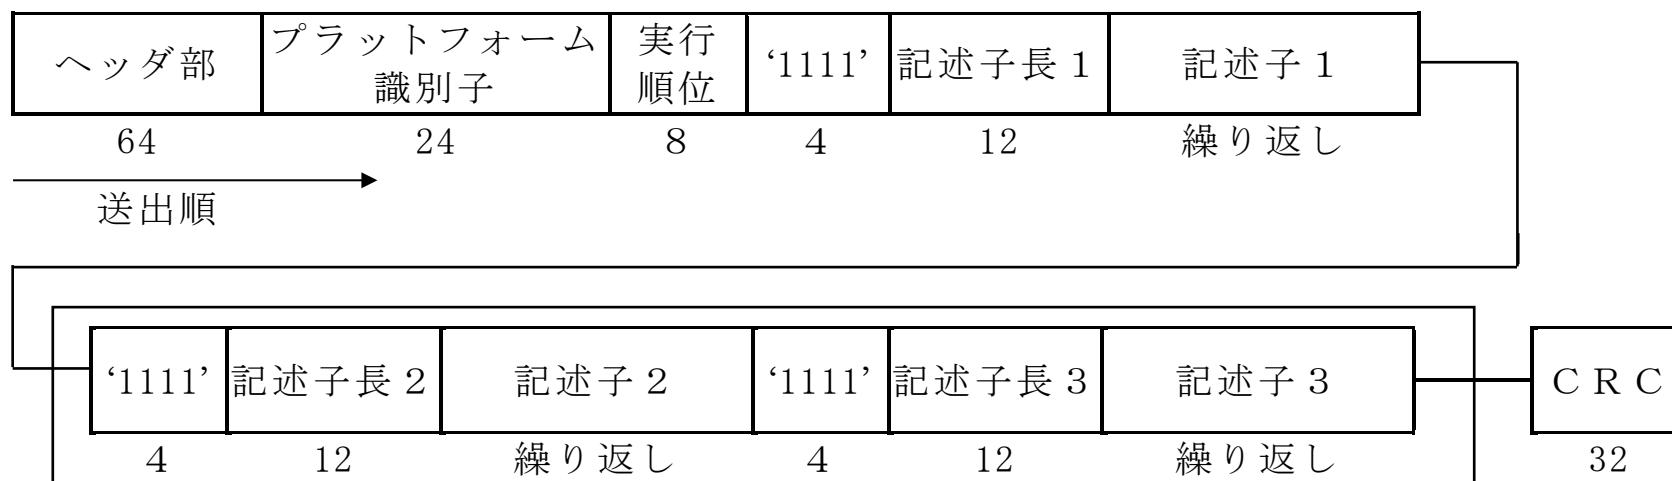 ヘッダ部 プラットフォーム識別子 実行順位 ‘1111’ 記述子長1 記述子1
64 24 8 4 12 繰り返し
送出順
‘1111’ 記述子長2 記述子2 ‘1111’ 記述子長3 記述子3 CRC
4 12 繰り返し 4 12 繰り返し 32